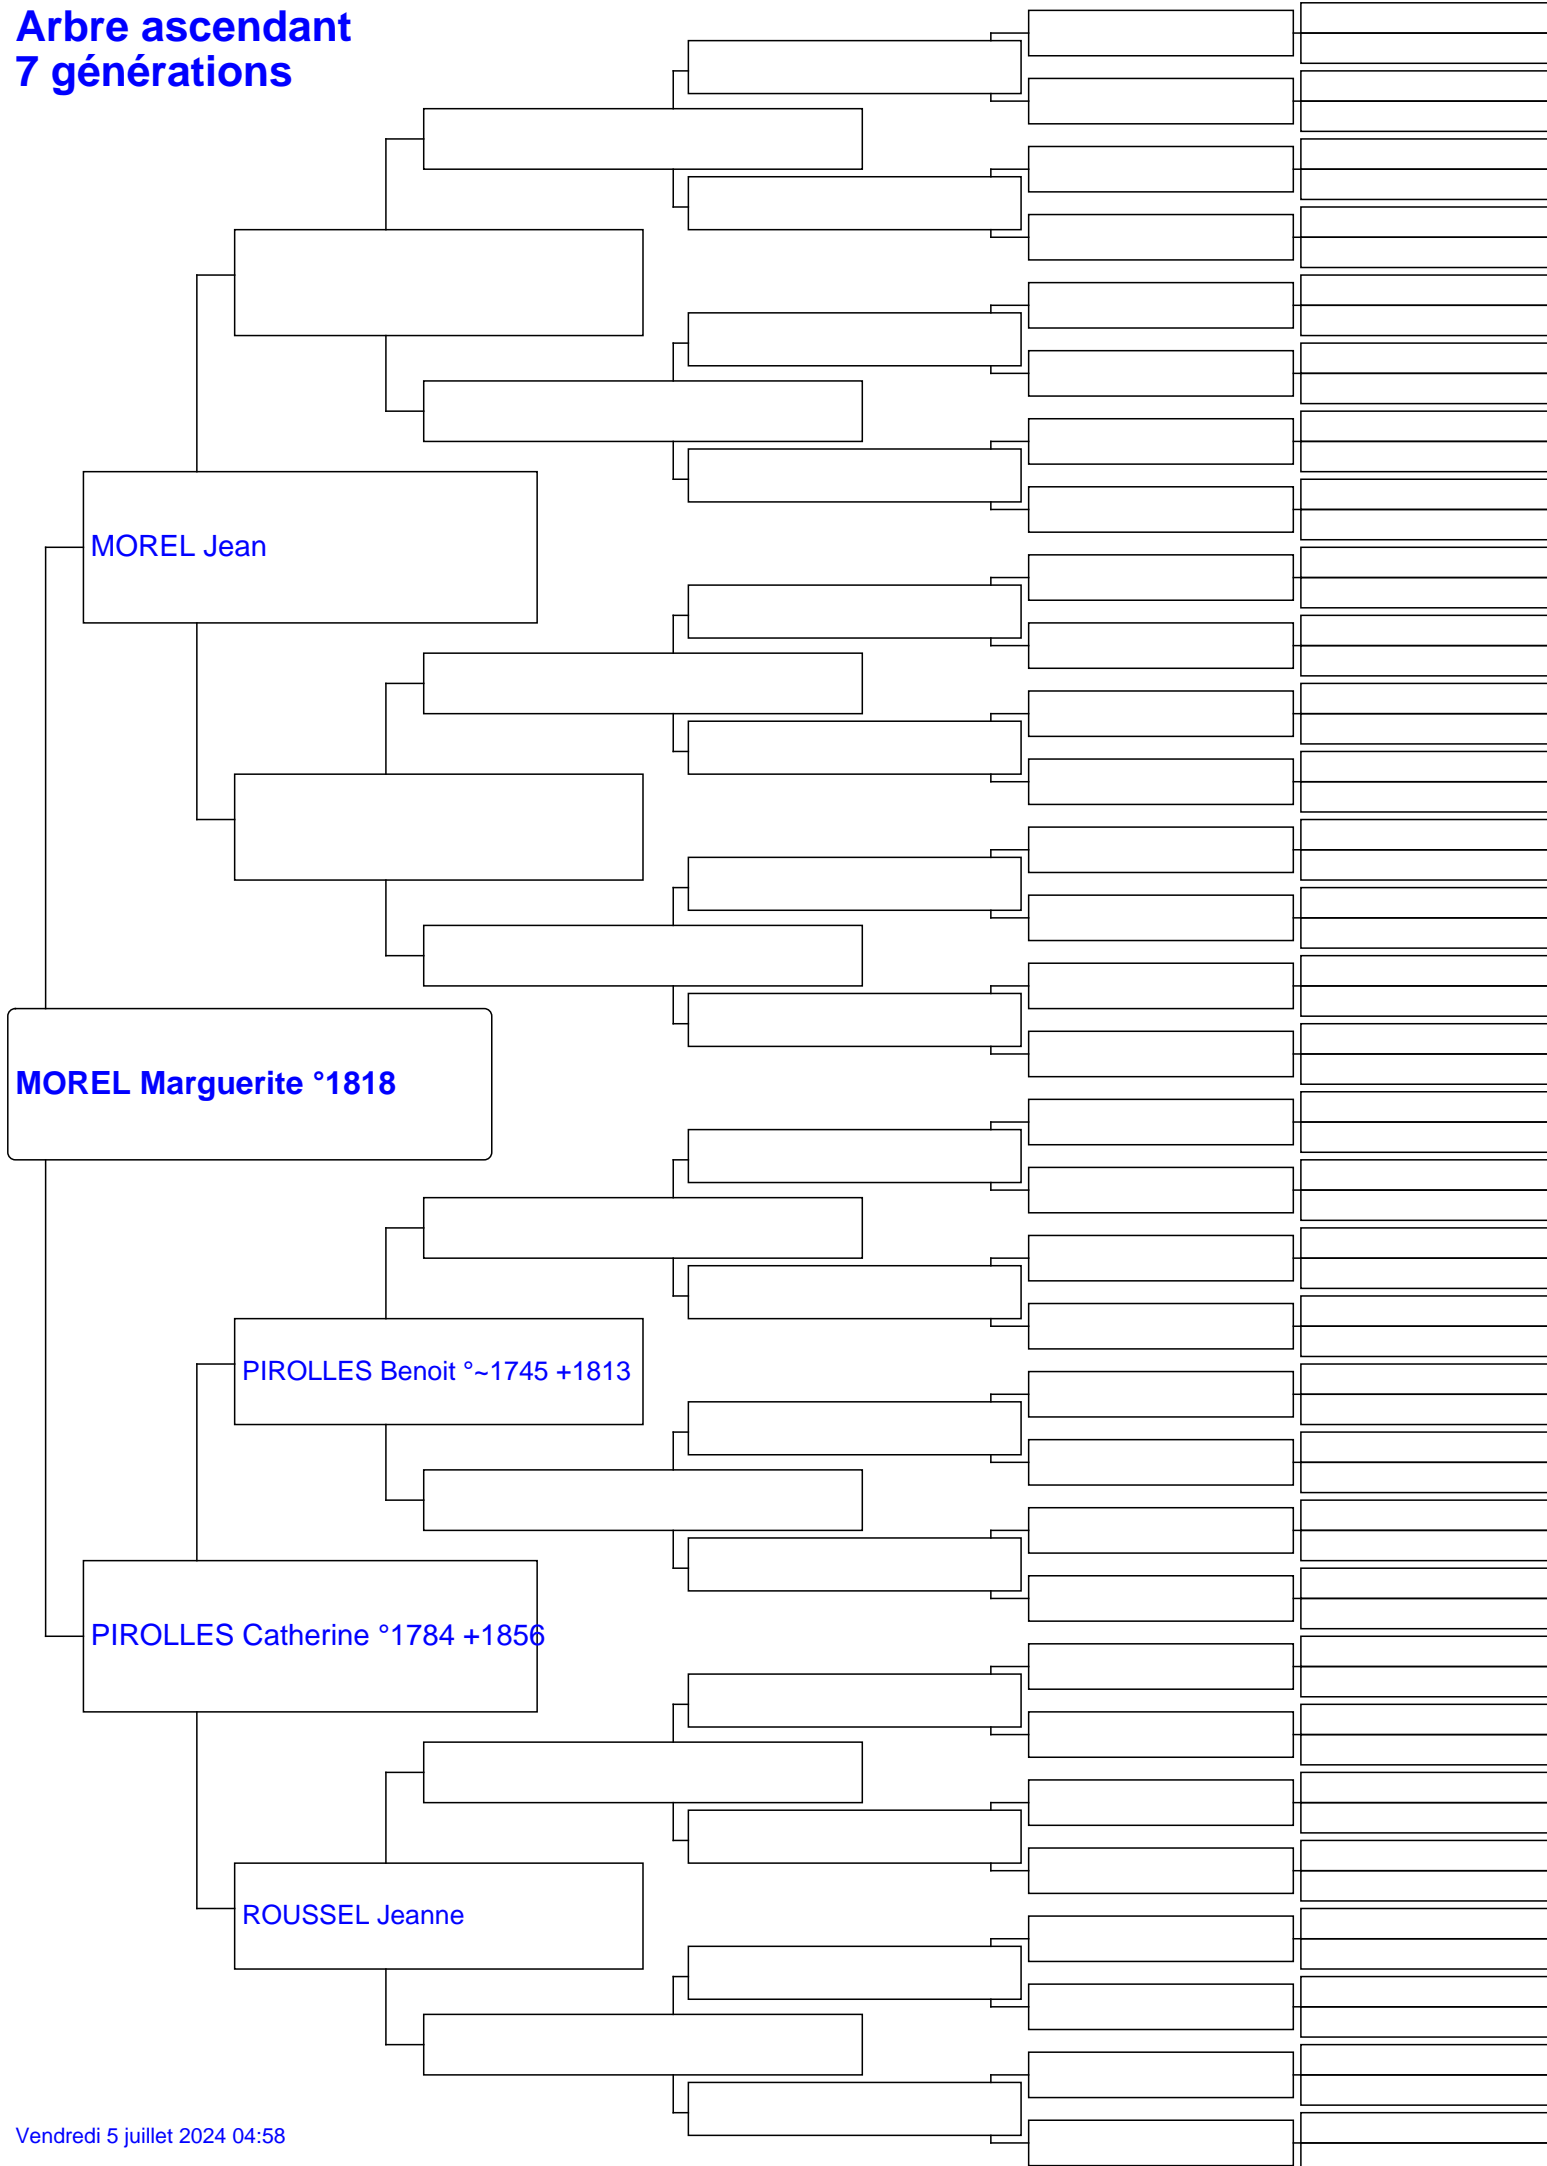 Arbre ascendant
7 générations
MOREL Jean
MOREL Marguerite °1818
PIROLLES Benoit °~1745 +1813
PIROLLES Catherine °1784 +1856
ROUSSEL Jeanne
Vendredi 5 juillet 2024 04:58